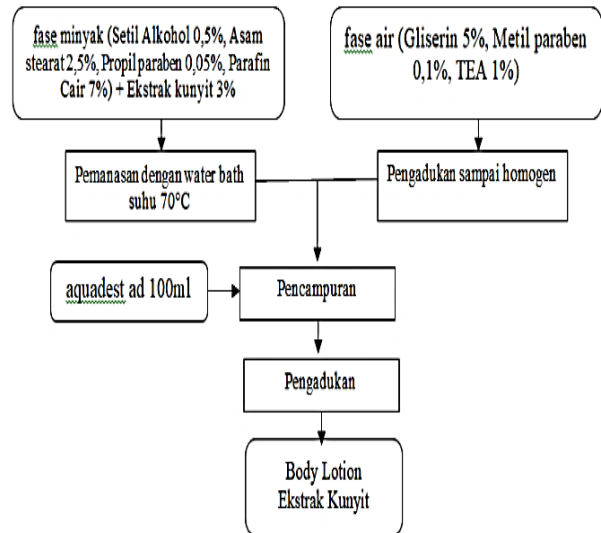 fase minyak (Setil Alkohol 0,5%, Asam
stearat 2,5%, Propil paraben 0,05%, Parafin
Cair 7%) + Ekstrak kunyit 3%
fase air (Gliserin 5%, Metil paraben
0,1%, TEA 1%)
Pemanasan dengan water bath
suhu 70°C
Pengadukan sampai homogen
aquadest ad 100ml
Pencampuran
Pengadukan
Body Lotion
Ekstrak Kunyit